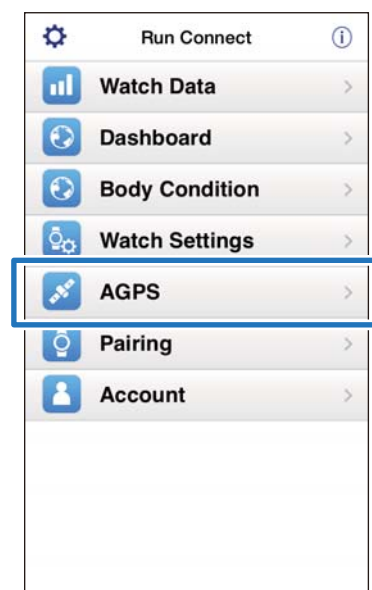 Run Connect
Watch Data
Dashboard
Body Condition
Watch Settings
AGPS
Pairing
Account